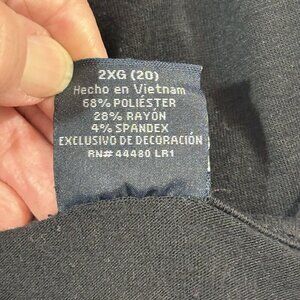 2XG (20)
Hecho en Vietnam
68% POLIÉSTER
28% RAYÓN
4% SPANDEX
EXCLUSIVO DE DECORACIÓN
RN# 44480 LR1